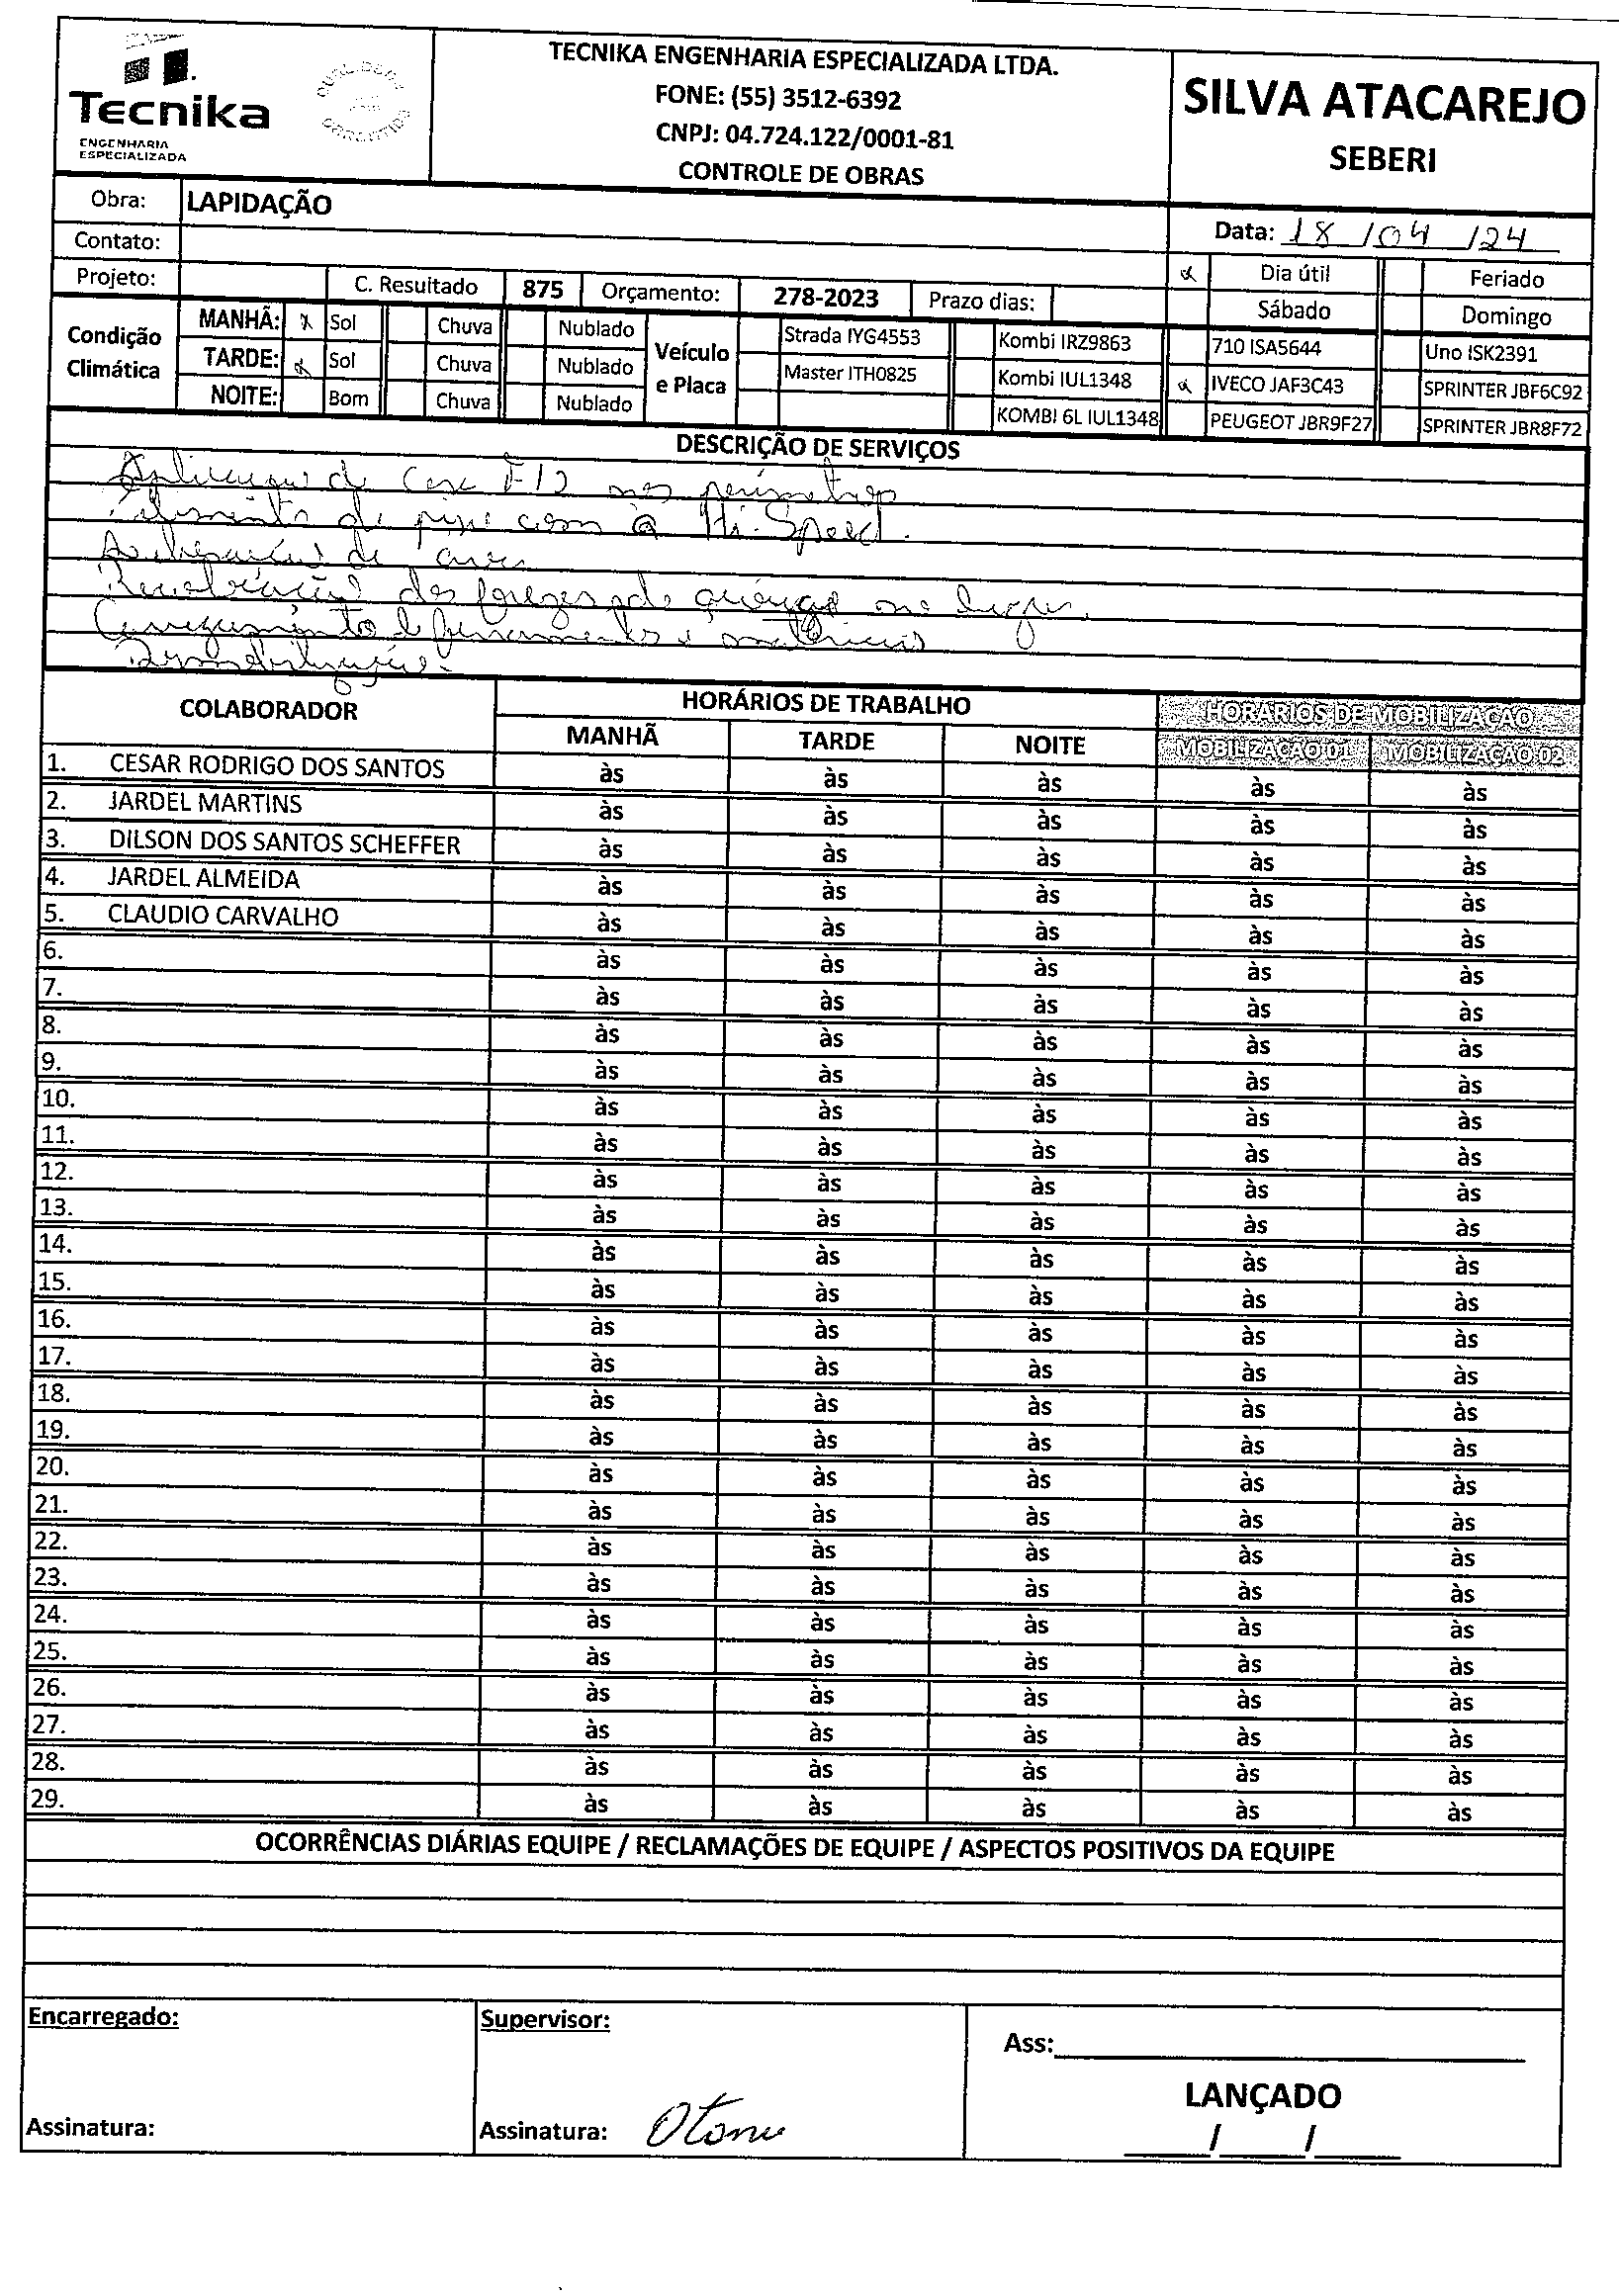 Tecnika
ENGENHARIA
ESPECIALIZADA
TECNIKA ENGENHARIA ESPECIALIZADA LTDA.
FONE: (55) 3512-6392
CNPJ: 04.724.122/0001-81
CONTROLE DE OBRAS
SILVA ATACAREJO
SEBERI
Obra: LAPIDAÇÃO
Data: 18/04/24
Contato:
Dia útil Feriado
Projeto: C. Resultado 875 Orçamento: 278-2023 Prazo dias:
Sábado Domingo
Condição Climática
MANHÃ: x Sol Chuva Nublado
TARDE: x Sol Chuva Nublado
NOITE: Bom Chuva Nublado
Veículo e Placa
Strada IYG4553 Kombi IRZ9863 710 ISA5644 Uno ISK2391
Master ITH0825 Kombi IUL1348 x IVECO JAF3C43 SPRINTER JBF6C92
KOMBI 6L IUL1348 PEUGEOT JBR9F27 SPRINTER JBR8F72
DESCRIÇÃO DE SERVIÇOS
de F12 nos
de com a Hi-Speed.
de
Carregamento de ferramentas e materiais
Desmobilização.
COLABORADOR HORÁRIOS DE TRABALHO HORÁRIOS DE MOBILIZAÇÃO
MANHÃ TARDE NOITE MOBILIZAÇÃO 01 MOBILIZAÇÃO 02
1. CESAR RODRIGO DOS SANTOS às às às às às
2. JARDEL MARTINS às às às às às
3. DILSON DOS SANTOS SCHEFFER às às às às às
4. JARDEL ALMEIDA às às às às às
5. CLAUDIO CARVALHO às às às às às
6. às às às às às
7. às às às às às
8. às às às às às
9. às às às às às
10. às às às às às
11. às às às às às
12. às às às às às
13. às às às às às
14. às às às às às
15. às às às às às
16. às às às às às
17. às às às às às
18. às às às às às
19. às às às às às
20. às às às às às
21. às às às às às
22. às às às às às
23. às às às às às
24. às às às às às
25. às às às às às
26. às às às às às
27. às às às às às
28. às às às às às
29. às às às às às
OCORRÊNCIAS DIÁRIAS EQUIPE / RECLAMAÇÕES DE EQUIPE / ASPECTOS POSITIVOS DA EQUIPE
Encarregado:
Supervisor:
Ass:
LANÇADO
Assinatura:
Assinatura:
/ /